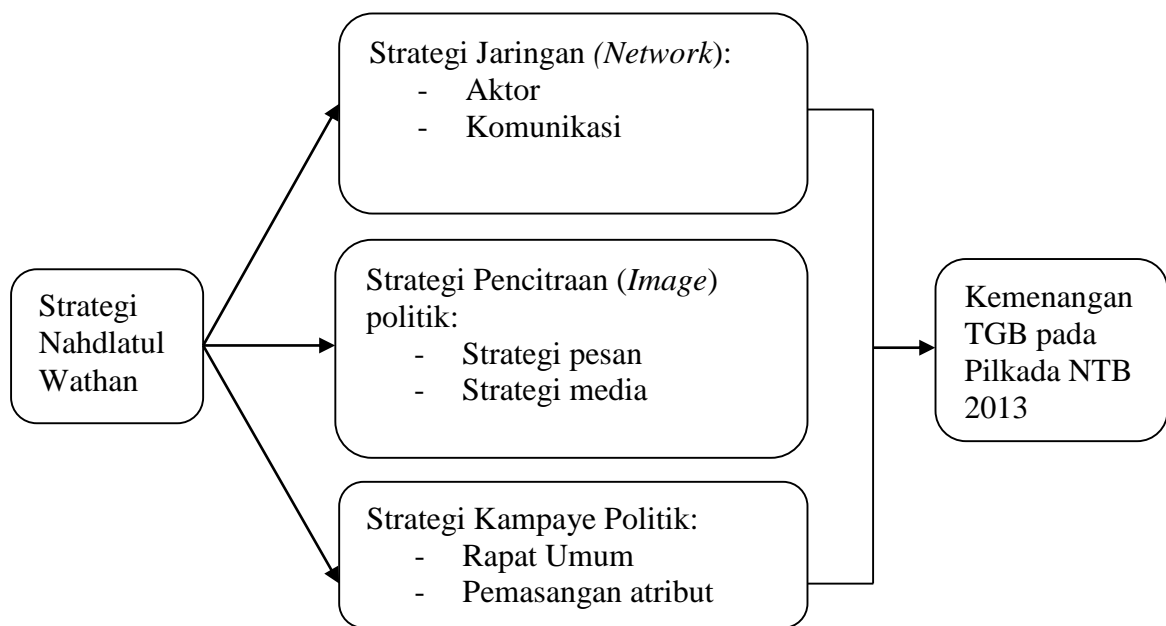 Strategi
Nahdlatul
Wathan
Strategi Jaringan (Network):
- Aktor
- Komunikasi
Strategi Pencitraan (Image)
politik:
- Strategi pesan
- Strategi media
Strategi Kampaye Politik:
- Rapat Umum
- Pemasangan atribut
Kemenangan
TGB pada
Pilkada NTB
2013